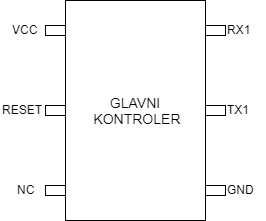 VCC
RX1
GLAVNI
KONTROLER
RESET
TX1
NC
GND